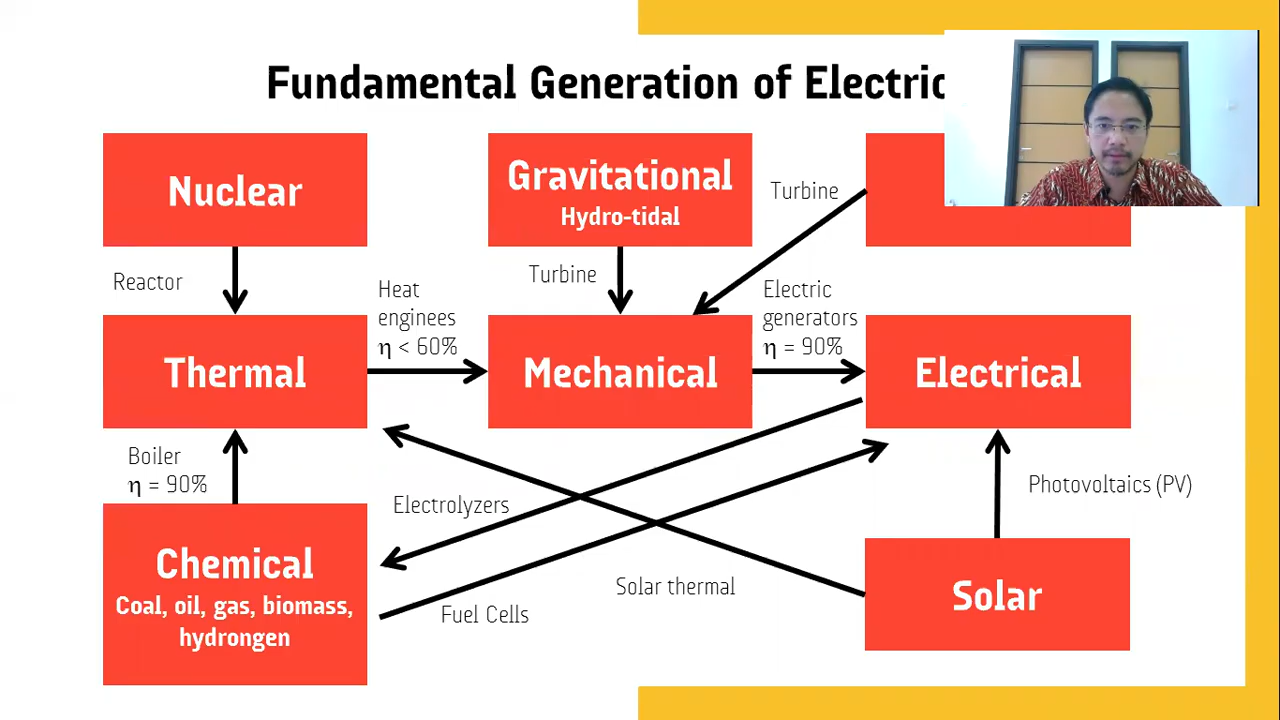 Fundamental Generation of Electric
Nuclear
Gravitational
Hydro-tidal
Turbine
Reactor
Turbine
Heat
enginees
η < 60%
Electric
generators
η = 90%
Thermal
Mechanical
Electrical
Boiler
η = 90%
Electrolyzers
Photovoltaics (PV)
Chemical
Coal, oil, gas, biomass,
hydrongen
Solar thermal
Fuel Cells
Solar